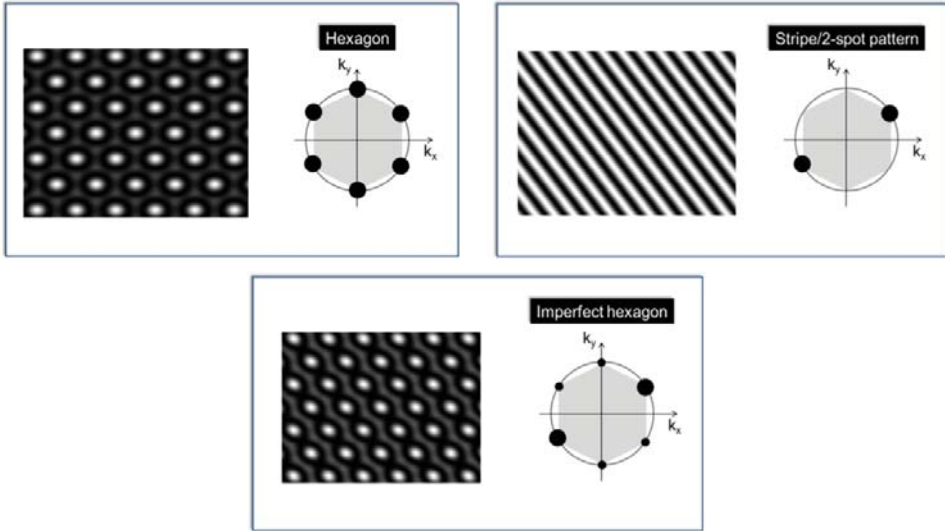 Hexagon
k_y
k_x
Stripe/2-spot pattern
k_y
k_x
Imperfect hexagon
k_y
k_x